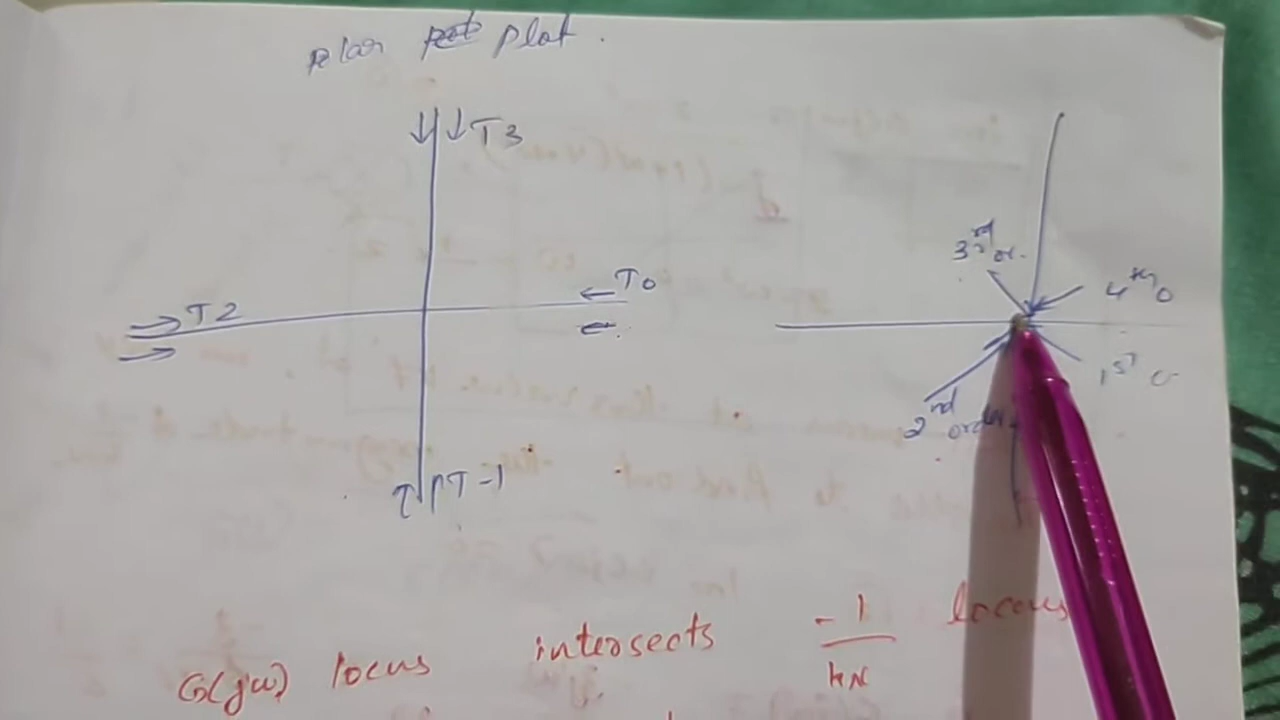 polar plot .
T3
T2
T0
T-1
3rd or.
4th O
1st O
2nd order
G(jω) locus intersects -1/KN locus